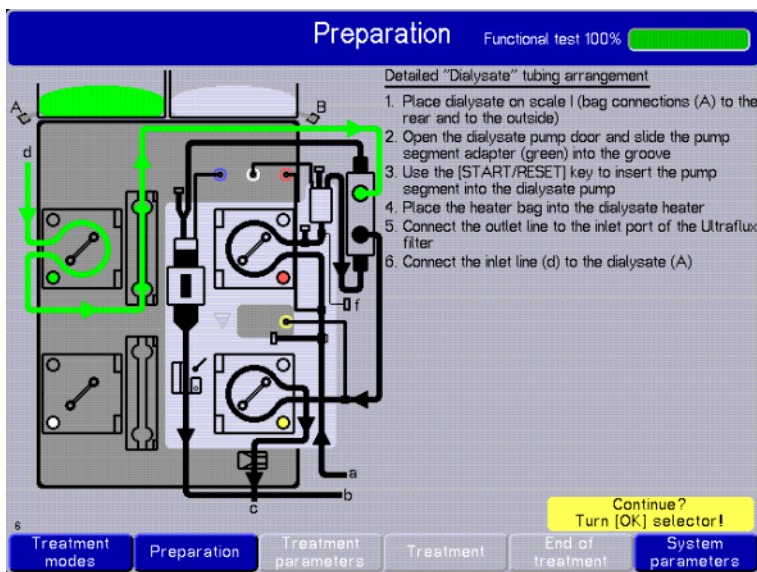 Preparation
Functional test 100%
Detailed "Dialysate" tubing arrangement
1. Place dialysate on scale I (bag connections (A) to the
rear and to the outside)
2. Open the dialysate pump door and slide the pump
segment adapter (green) into the groove
3. Use the [START/RESET] key to insert the pump
segment into the dialysate pump
4. Place the heater bag into the dialysate heater
5. Connect the outlet line to the inlet port of the Ultraflux
filter
6. Connect the inlet line (d) to the dialysate (A)
A
B
d
f
a
b
c
Continue?
Turn [OK] selector!
6
Treatment
modes
Preparation
Treatment
parameters
Treatment
End of
treatment
System
parameters